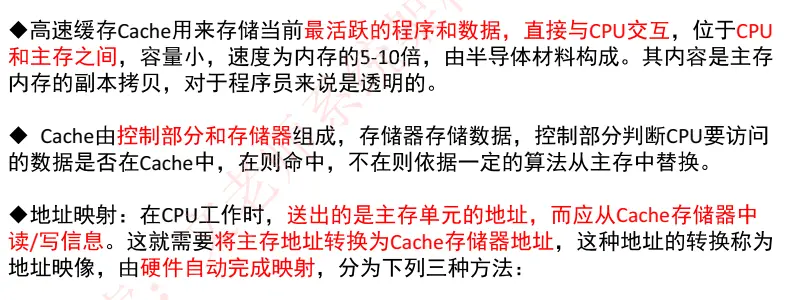 ◆高速缓存Cache用来存储当前最活跃的程序和数据，直接与CPU交互，位于CPU
和主存之间，容量小，速度为内存的5-10倍，由半导体材料构成。其内容是主存
内存的副本拷贝，对于程序员来说是透明的。
◆ Cache由控制部分和存储器组成，存储器存储数据，控制部分判断CPU要访问
的数据是否在Cache中，在则命中，不在则依据一定的算法从主存中替换。
◆地址映射：在CPU工作时，送出的是主存单元的地址，而应从Cache存储器中
读/写信息。这就需要将主存地址转换为Cache存储器地址，这种地址的转换称为
地址映像，由硬件自动完成映射，分为下列三种方法：